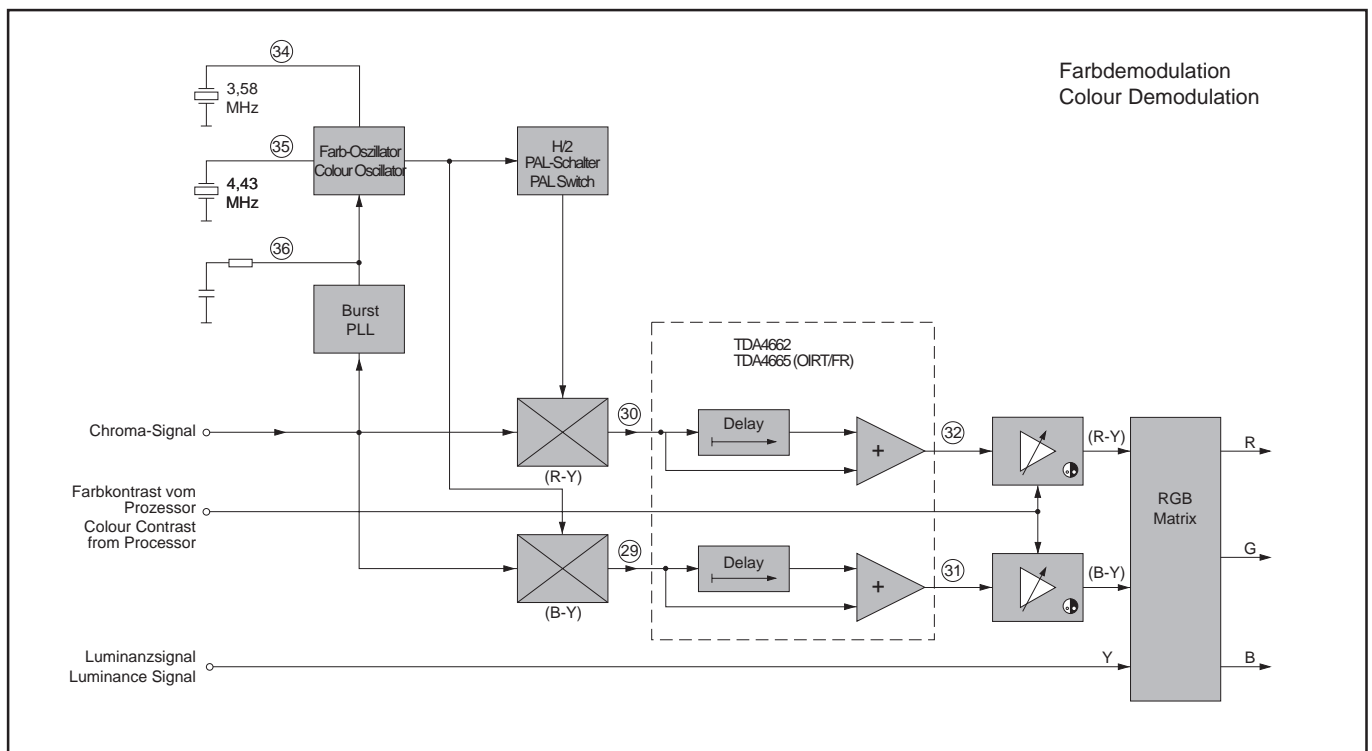 Farbdemodulation
Colour Demodulation
34
3,58
MHz
35
4,43
MHz
Farb-Oszillator
Colour Oscillator
H/2
PAL-Schalter
PAL Switch
36
Burst
PLL
TDA4662
TDA4665 (OIRT/FR)
Chroma-Signal
30
Delay
+
32
(R-Y)
(R-Y)
R
Farbkontrast vom
Prozessor
Colour Contrast
from Processor
RGB
Matrix
29
Delay
+
31
(B-Y)
(B-Y)
G
Luminanzsignal
Luminance Signal
Y
B